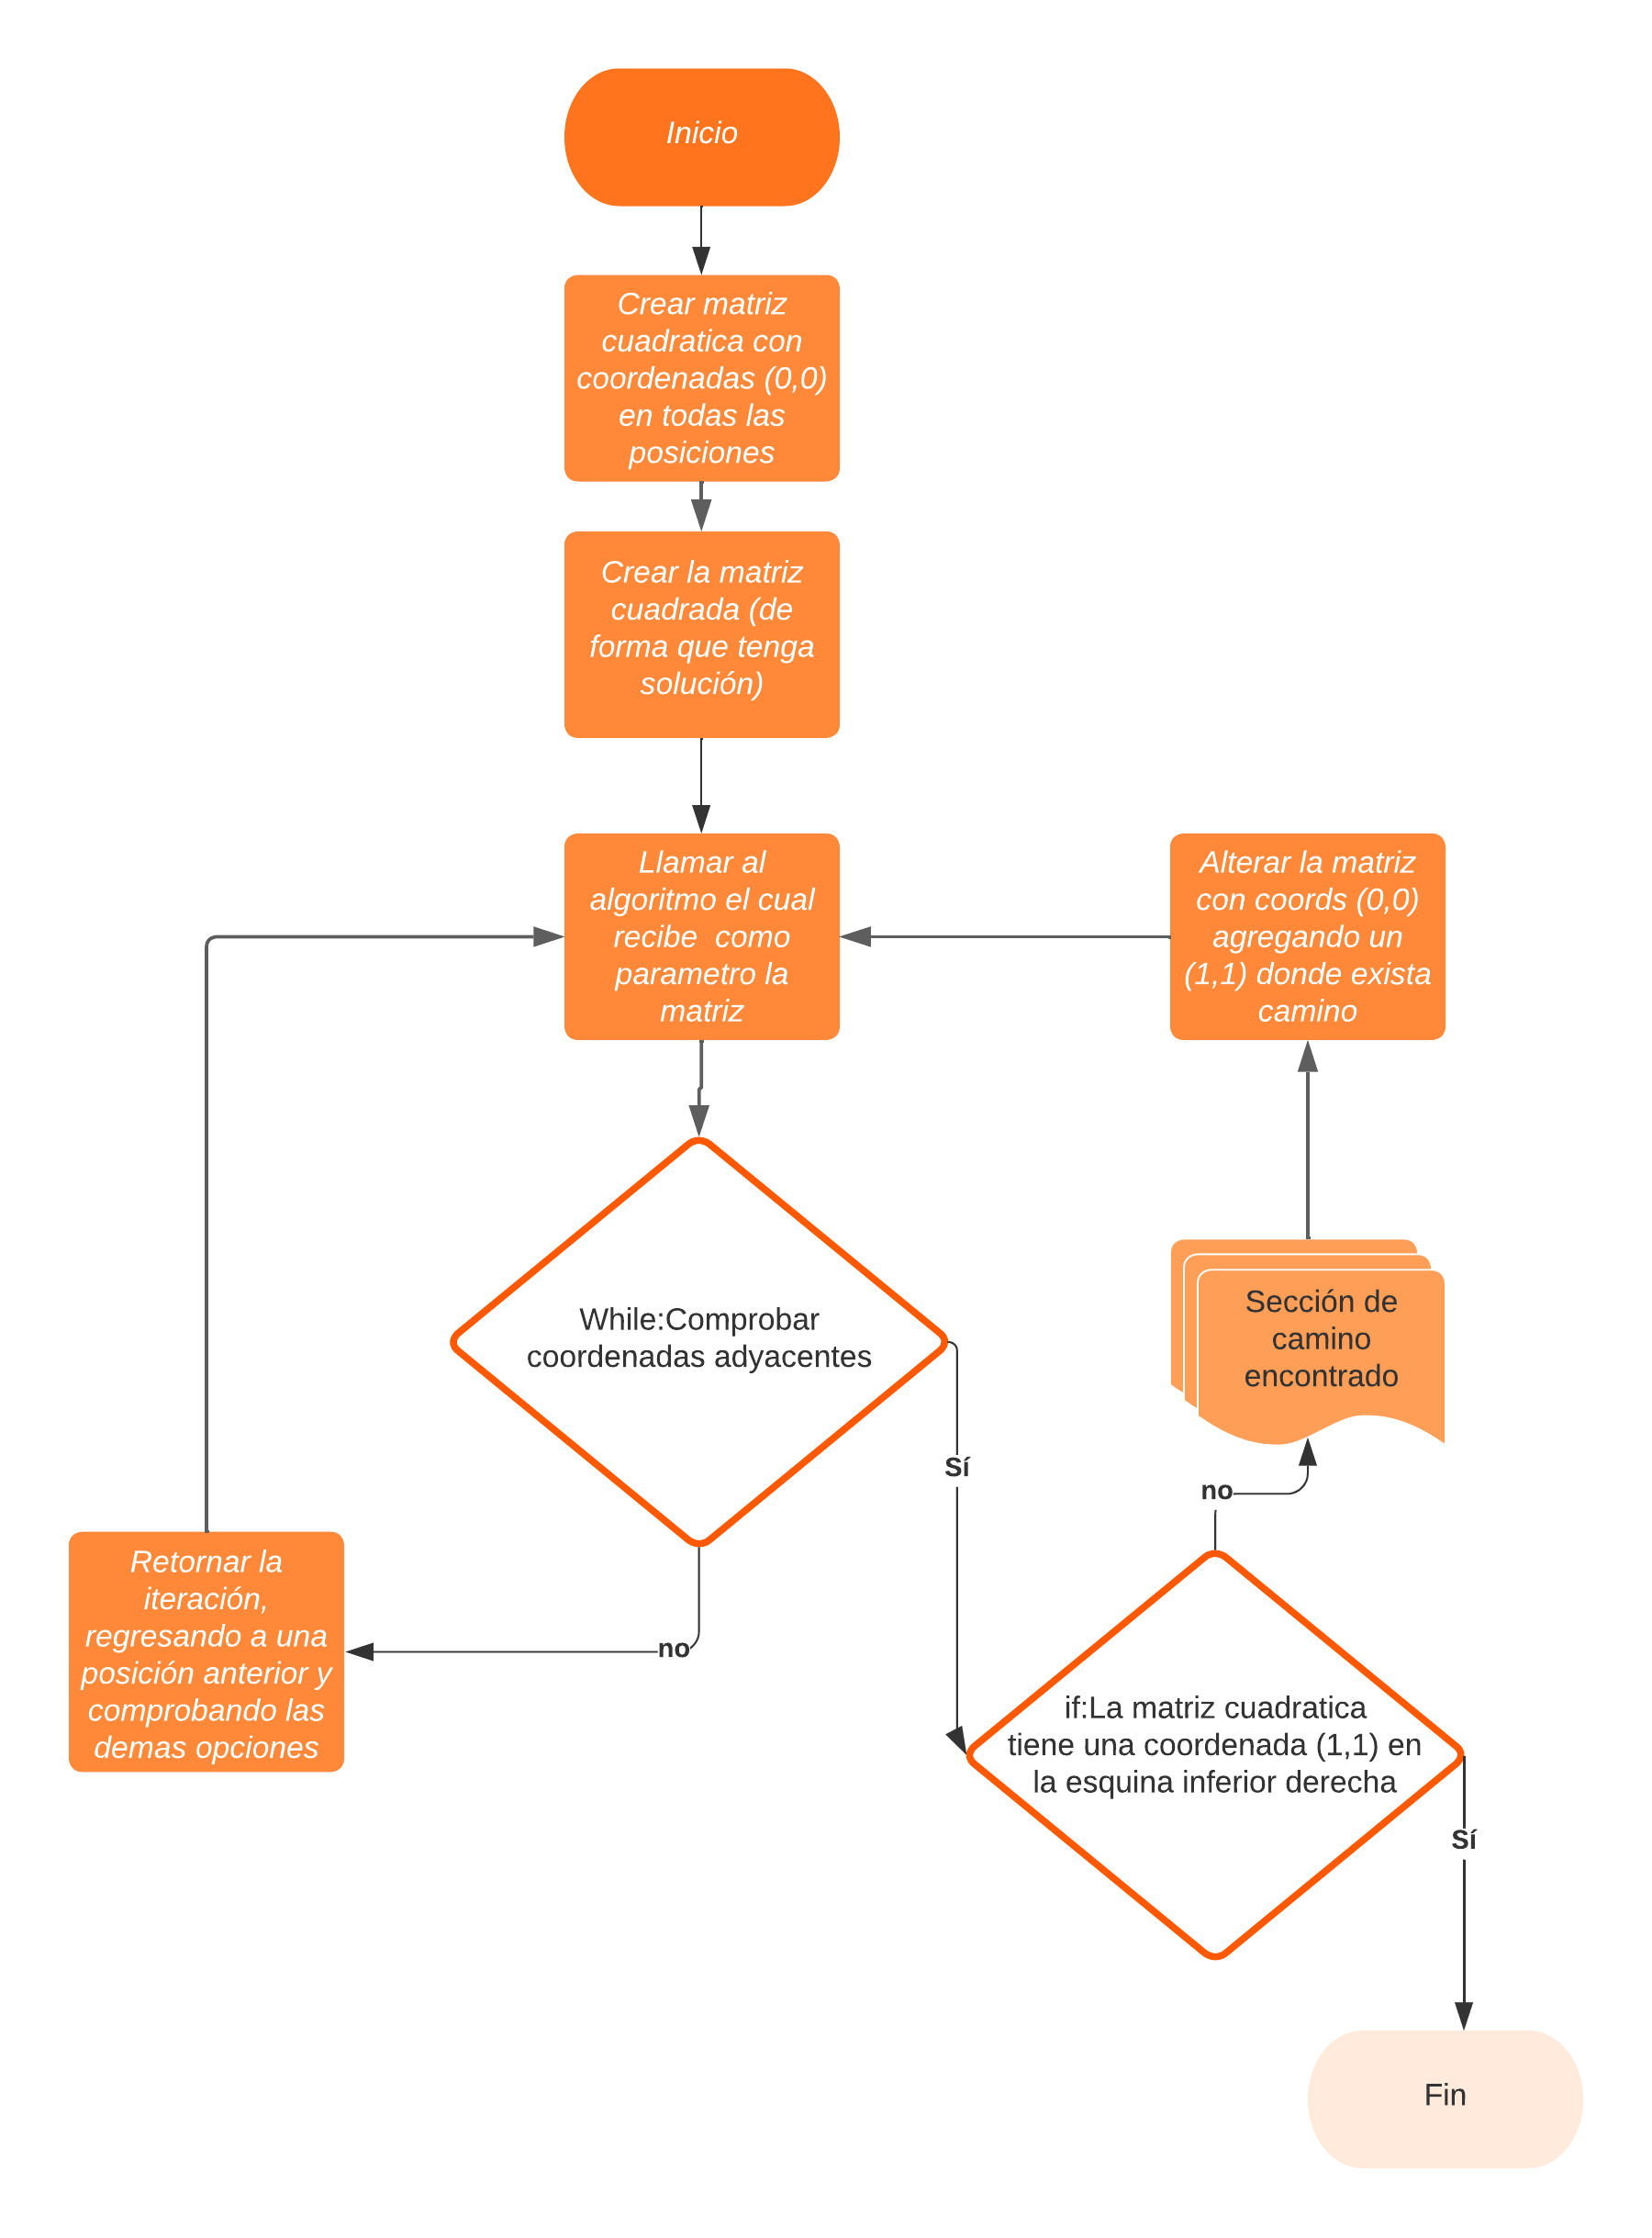 Inicio
Crear matriz
cuadratica con
coordenadas (0,0)
en todas las
posiciones
Crear la matriz
cuadrada (de
forma que tenga
solución)
Llamar al
algoritmo el cual
recibe  como
parametro la
matriz
Alterar la matriz
con coords (0,0)
agregando un
(1,1) donde exista
camino
While:Comprobar
coordenadas adyacentes
Sección de
camino
encontrado
Sí
no
no
Retornar la
iteración,
regresando a una
posición anterior y
comprobando las
demas opciones
if:La matriz cuadratica
tiene una coordenada (1,1) en
la esquina inferior derecha
Sí
Fin